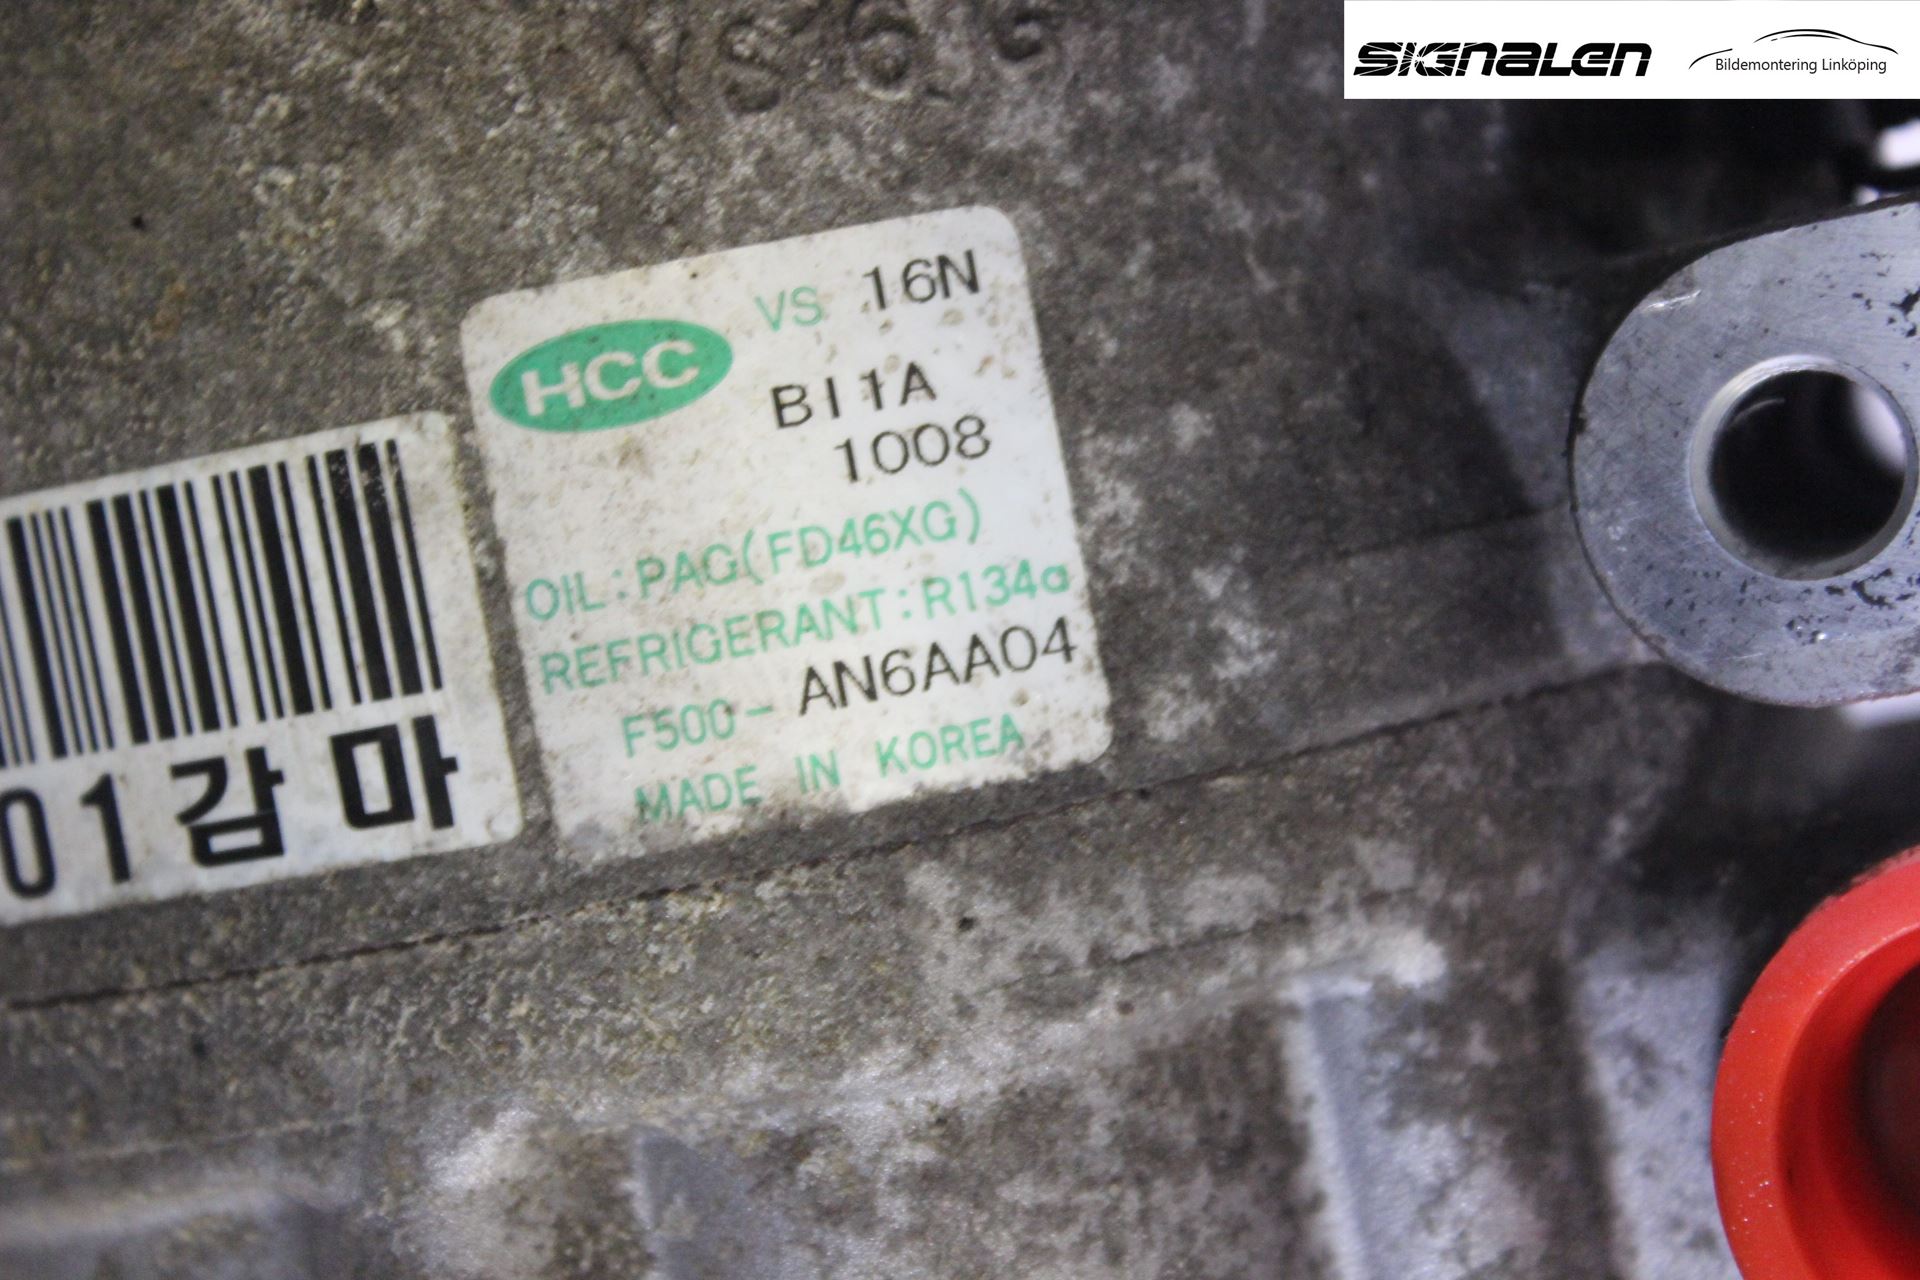 SIGNALEN
Bildemontering Linköping
HCC
VS 16N
BI1A
1008
OIL:PAG(FD46XG)
REFRIGERANT:R134a
F500-AN6AA04
MADE IN KOREA
01감마